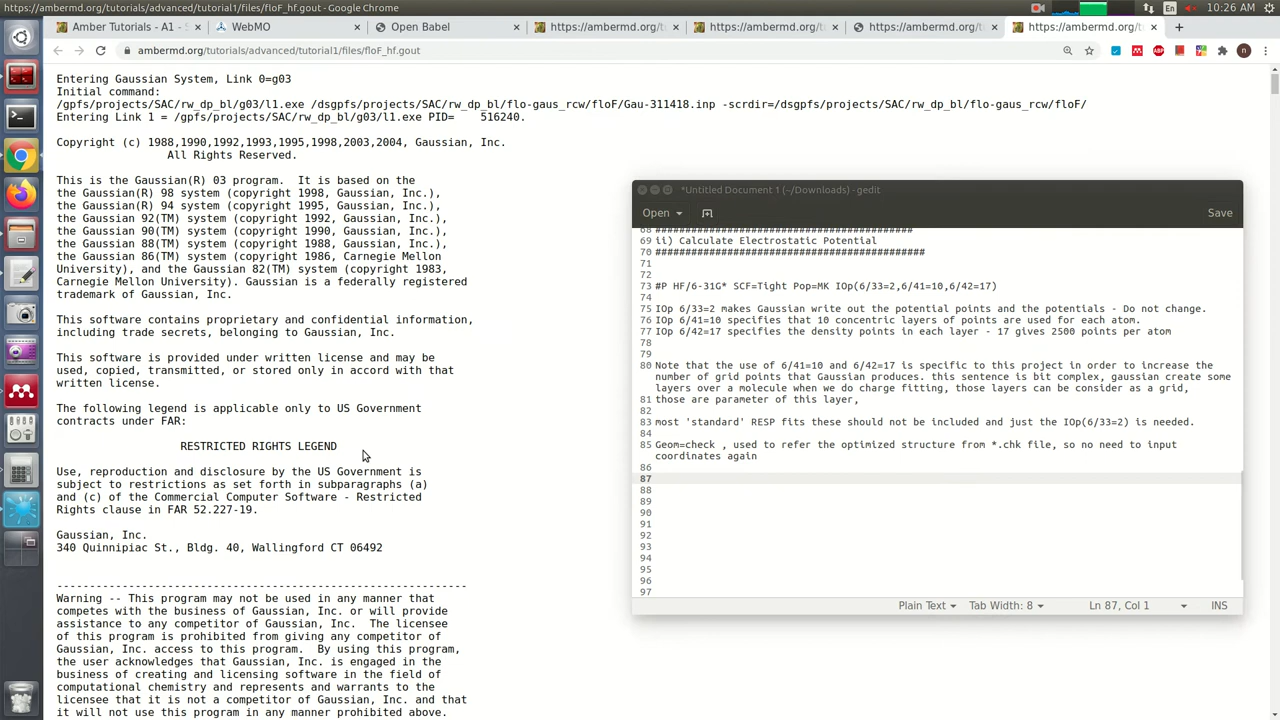 https://ambermd.org/tutorials/advanced/tutorial1/files/floF_hf.gout - Google Chrome
En
10:26 AM
Amber Tutorials - A1 -
WebMO
Open Babel
https://ambermd.org/tu
https://ambermd.org/tu
https://ambermd.org/tu
https://ambermd.org/tu
ambermd.org/tutorials/advanced/tutorial1/files/floF_hf.gout
Entering Gaussian System, Link 0=g03
Initial command:
/gpfs/projects/SAC/rw_dp_bl/g03/l1.exe /dsgpfs/projects/SAC/rw_dp_bl/flo-gaus_rcw/floF/Gau-311418.inp -scrdir=/dsgpfs/projects/SAC/rw_dp_bl/flo-gaus_rcw/floF/
Entering Link 1 = /gpfs/projects/SAC/rw_dp_bl/g03/l1.exe PID=    516240.
Copyright (c) 1988,1990,1992,1993,1995,1998,2003,2004, Gaussian, Inc.
All Rights Reserved.
This is the Gaussian(R) 03 program.  It is based on the
the Gaussian(R) 98 system (copyright 1998, Gaussian, Inc.),
the Gaussian(R) 94 system (copyright 1995, Gaussian, Inc.),
the Gaussian 92(TM) system (copyright 1992, Gaussian, Inc.),
the Gaussian 90(TM) system (copyright 1990, Gaussian, Inc.),
the Gaussian 88(TM) system (copyright 1988, Gaussian, Inc.),
the Gaussian 86(TM) system (copyright 1986, Carnegie Mellon
University), and the Gaussian 82(TM) system (copyright 1983,
Carnegie Mellon University). Gaussian is a federally registered
trademark of Gaussian, Inc.
This software contains proprietary and confidential information,
including trade secrets, belonging to Gaussian, Inc.
This software is provided under written license and may be
used, copied, transmitted, or stored only in accord with that
written license.
The following legend is applicable only to US Government
contracts under FAR:
RESTRICTED RIGHTS LEGEND
Use, reproduction and disclosure by the US Government is
subject to restrictions as set forth in subparagraphs (a)
and (c) of the Commercial Computer Software - Restricted
Rights clause in FAR 52.227-19.
Gaussian, Inc.
340 Quinnipiac St., Bldg. 40, Wallingford CT 06492
---------------------------------------------------------------------
Warning -- This program may not be used in any manner that
competes with the business of Gaussian, Inc. or will provide
assistance to any competitor of Gaussian, Inc.  The licensee
of this program is prohibited from giving any competitor of
Gaussian, Inc. access to this program.  By using this program,
the user acknowledges that Gaussian, Inc. is engaged in the
business of creating and licensing software in the field of
computational chemistry and represents and warrants to the
licensee that it is not a competitor of Gaussian, Inc. and that
it will not use this program in any manner prohibited above.
*Untitled Document 1 (~/Downloads) - gedit
Open
Save
68 ###########################################
69 ii) Calculate Electrostatic Potential
70 #############################################
71
72
73 #P HF/6-31G* SCF=Tight Pop=MK IOp(6/33=2,6/41=10,6/42=17)
74
75 IOp 6/33=2 makes Gaussian write out the potential points and the potentials - Do not change.
76 IOp 6/41=10 specifies that 10 concentric layers of points are used for each atom.
77 IOp 6/42=17 specifies the density points in each layer - 17 gives 2500 points per atom
78
79
80 Note that the use of 6/41=10 and 6/42=17 is specific to this project in order to increase the
number of grid points that Gaussian produces. this sentence is bit complex, gaussian create some
layers over a molecule when we do charge fitting, those layers can be consider as a grid,
81 those are parameter of this layer,
82
83 most 'standard' RESP fits these should not be included and just the IOp(6/33=2) is needed.
84
85 Geom=check , used to refer the optimized structure from *.chk file, so no need to input
coordinates again
86
87
88
89
90
91
92
93
94
95
96
97
Plain Text
Tab Width: 8
Ln 87, Col 1
INS